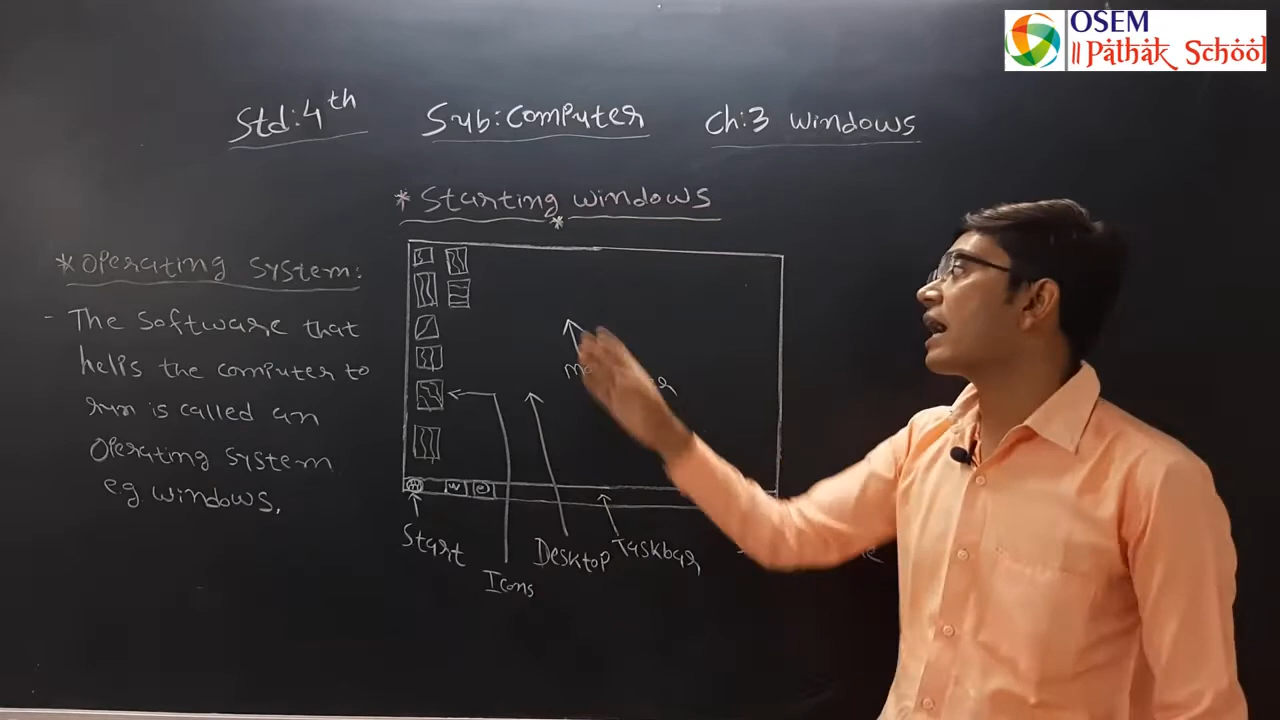 OSEM
॥Pathak School
Std:4th Sub:Computer Ch:3 Windows
* Starting windows
*
*Operating System:
- The Software that
helps the computer to
run is called an
Operating System
e.g windows.
W e
Start
Icons
Desktop
Taskbar